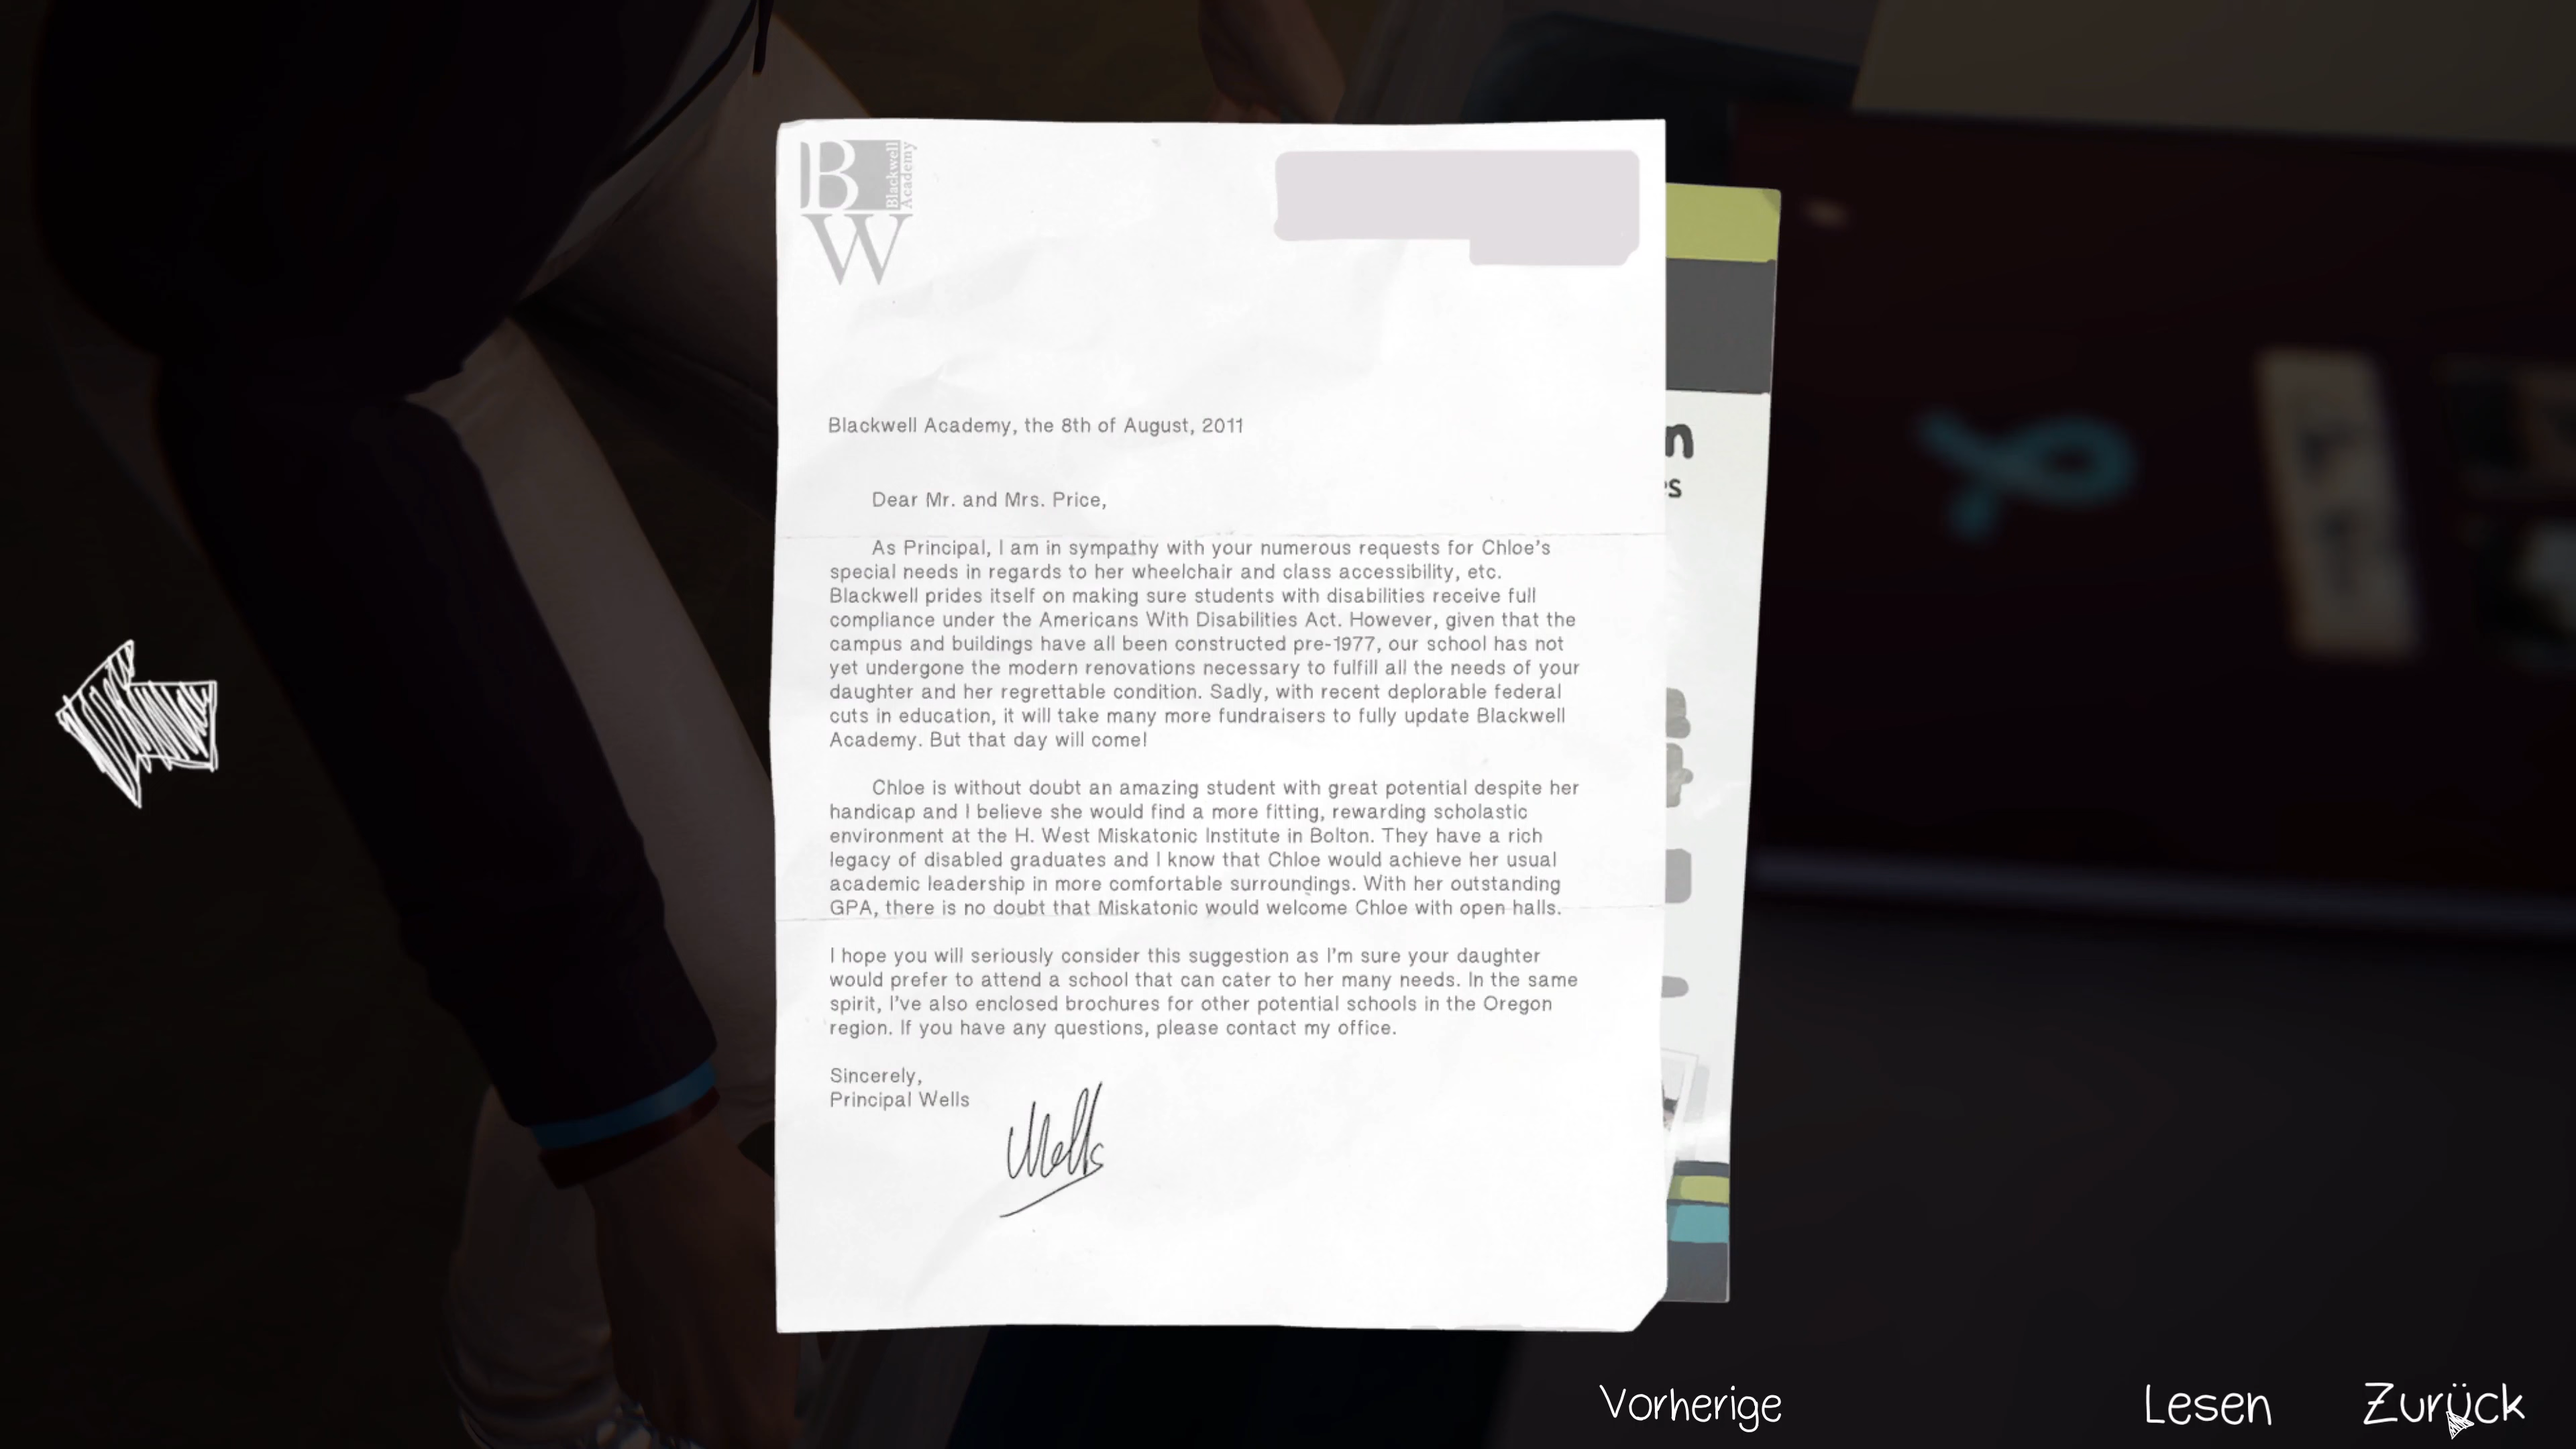 B
Blackwell
Academy
W
Blackwell Academy, the 8th of August, 2011
Dear Mr. and Mrs. Price,
As Principal, I am in sympathy with your numerous requests for Chloe's
special needs in regards to her wheelchair and class accessibility, etc.
Blackwell prides itself on making sure students with disabilities receive full
compliance under the Americans With Disabilities Act. However, given that the
campus and buildings have all been constructed pre-1977, our school has not
yet undergone the modern renovations necessary to fulfill all the needs of your
daughter and her regrettable condition. Sadly, with recent deplorable federal
cuts in education, it will take many more fundraisers to fully update Blackwell
Academy. But that day will come!
Chloe is without doubt an amazing student with great potential despite her
handicap and I believe she would find a more fitting, rewarding scholastic
environment at the H. West Miskatonic Institute in Bolton. They have a rich
legacy of disabled graduates and I know that Chloe would achieve her usual
academic leadership in more comfortable surroundings. With her outstanding
GPA, there is no doubt that Miskatonic would welcome Chloe with open halls.
I hope you will seriously consider this suggestion as I'm sure your daughter
would prefer to attend a school that can cater to her many needs. In the same
spirit, I've also enclosed brochures for other potential schools in the Oregon
region. If you have any questions, please contact my office.
Sincerely,
Principal Wells
Wells
n
s
Vorherige
Lesen
Zurück